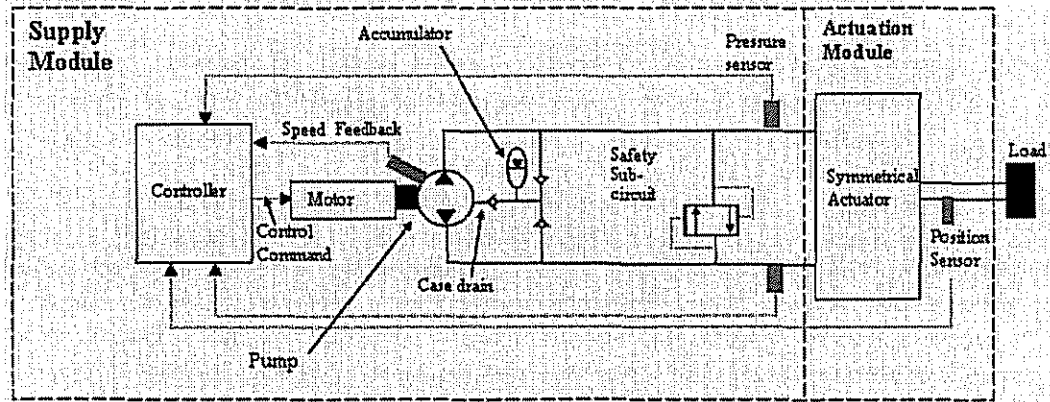 Supply
Module
Accumulator
Pressure
sensor
Actuation
Module
Speed Feedback
Controller
Motor
Control
Command
Case drain
Pump
Safety
Sub-
circuit
Symmetrical
Actuator
Load
Position
Sensor